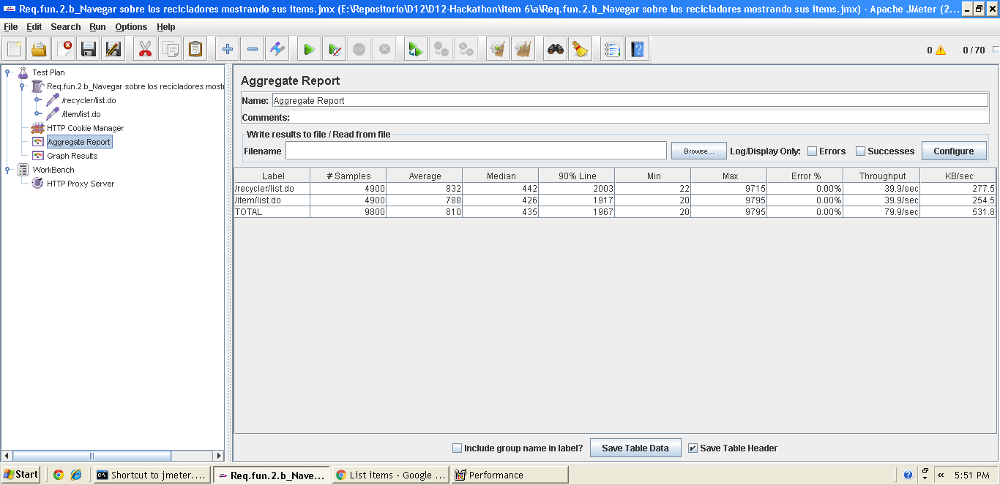 Req.fun.2.b_Navegar sobre los recicladores mostrando sus items.jmx (E:\Repositorio\D12\D12-Hackathon\item 6\a\Req.fun.2.b_Navegar sobre los recicladores mostrando sus items.jmx) - Apache JMeter (2...
File Edit Search Run Options Help
0 0 / 70
Test Plan
Req.fun.2.b_Navegar sobre los recicladores mostr
/recycler/list.do
/item/list.do
HTTP Cookie Manager
Aggregate Report
Graph Results
WorkBench
HTTP Proxy Server
Aggregate Report
Name: Aggregate Report
Comments:
Write results to file / Read from file
Filename Browse... Log/Display Only: Errors Successes Configure
Label # Samples Average Median 90% Line Min Max Error % Throughput KB/sec
/recycler/list.do 4900 832 442 2003 22 9715 0.00% 39.9/sec 277.5
/item/list.do 4900 788 426 1917 20 9795 0.00% 39.9/sec 254.5
TOTAL 9800 810 435 1967 20 9795 0.00% 79.9/sec 531.8
Include group name in label? Save Table Data Save Table Header
Start Shortcut to jmeter.... Req.fun.2.b_Nave... List items - Google ... Performance 5:51 PM